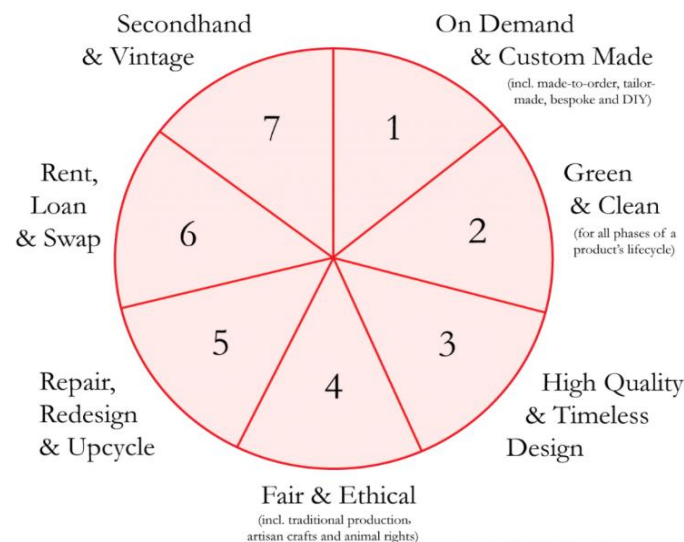 Secondhand
& Vintage
7
On Demand
& Custom Made
(incl. made-to-order, tailor-
made, bespoke and DIY)
1
Green
& Clean
(for all phases of a
product's lifecycle)
2
High Quality
& Timeless
Design
3
Fair & Ethical
(incl. traditional production,
artisan crafts and animal rights)
4
Repair,
Redesign
& Upcycle
5
Rent,
Loan
& Swap
6